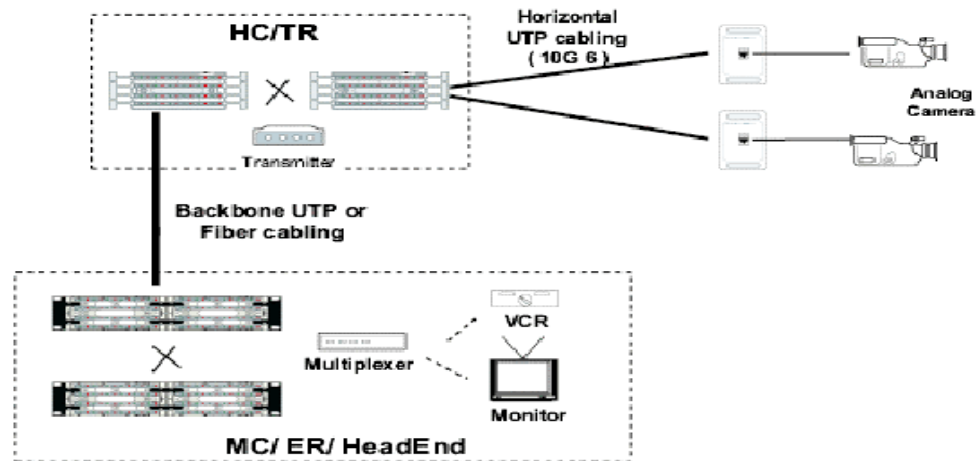 HC/TR
Horizontal
UTP cabling
( 10G 6 )
Analog
Camera
Transmitter
Backbone UTP or
Fiber cabling
VCR
Multiplexer
Monitor
MC/ ER/ HeadEnd